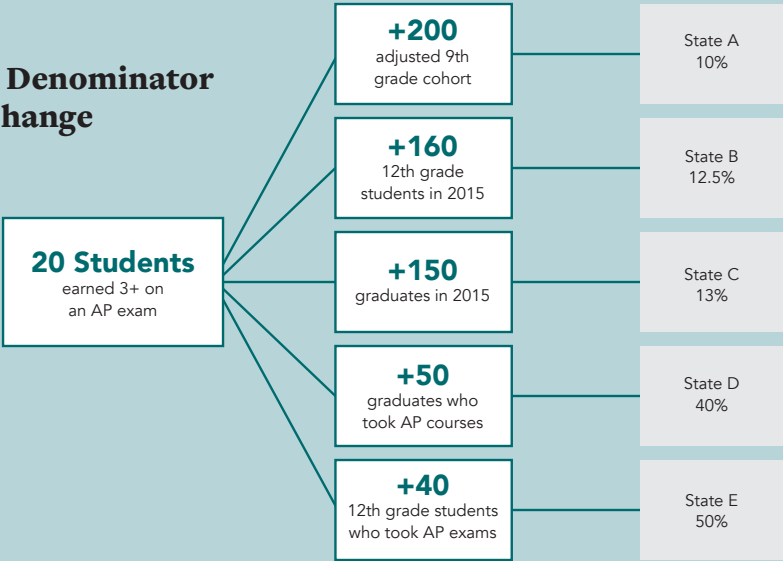 Denominator
hange
20 Students
earned 3+ on
an AP exam
+200
adjusted 9th
grade cohort
State A
10%
+160
12th grade
students in 2015
State B
12.5%
+150
graduates in 2015
State C
13%
+50
graduates who
took AP courses
State D
40%
+40
12th grade students
who took AP exams
State E
50%